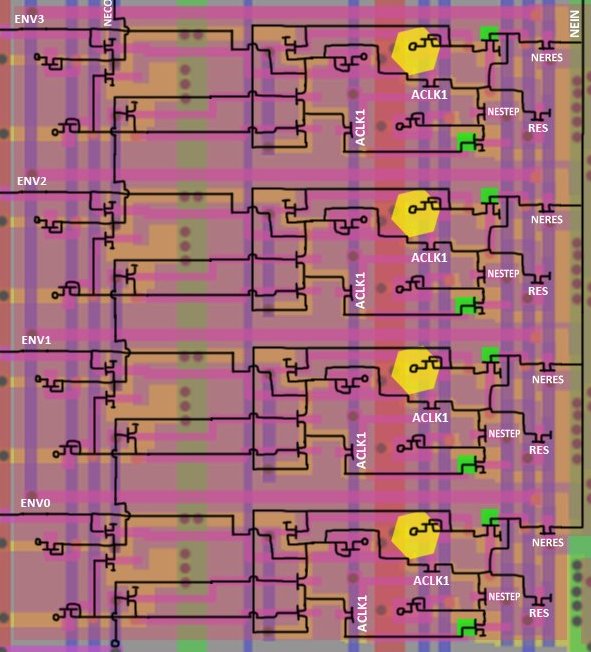 ENV3
NECO
NEIN
NERES
ACLK1
NESTEP
ACLK1
RES
ENV2
NERES
ACLK1
NESTEP
ACLK1
RES
ENV1
NERES
ACLK1
NESTEP
ACLK1
RES
ENV0
NERES
ACLK1
NESTEP
ACLK1
RES